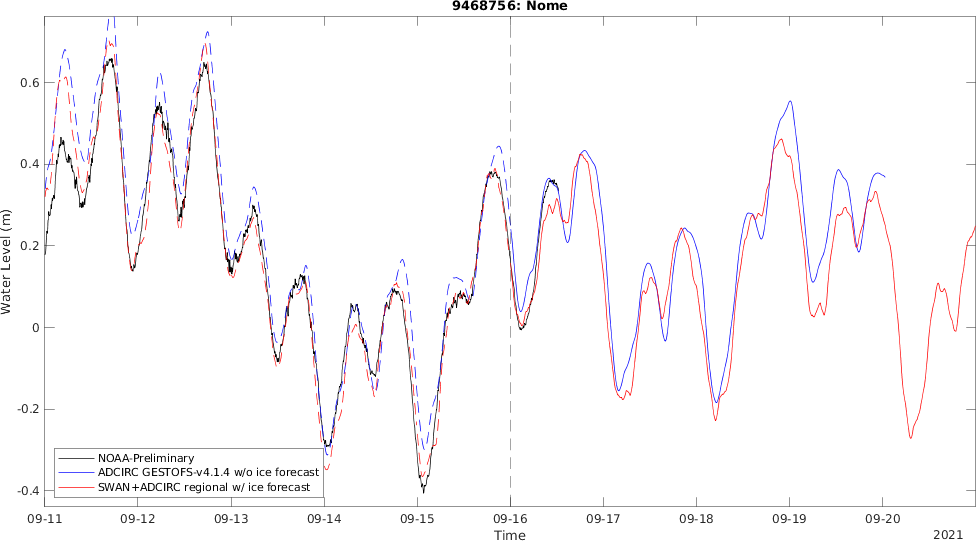 9468756: Nome
Water Level (m)
0.6
0.4
0.2
0
-0.2
-0.4
NOAA-Preliminary
ADCIRC GESTOFS-v4.1.4 w/o ice forecast
SWAN+ADCIRC regional w/ ice forecast
09-11 09-12 09-13 09-14 09-15 09-16 09-17 09-18 09-19 09-20
Time
2021